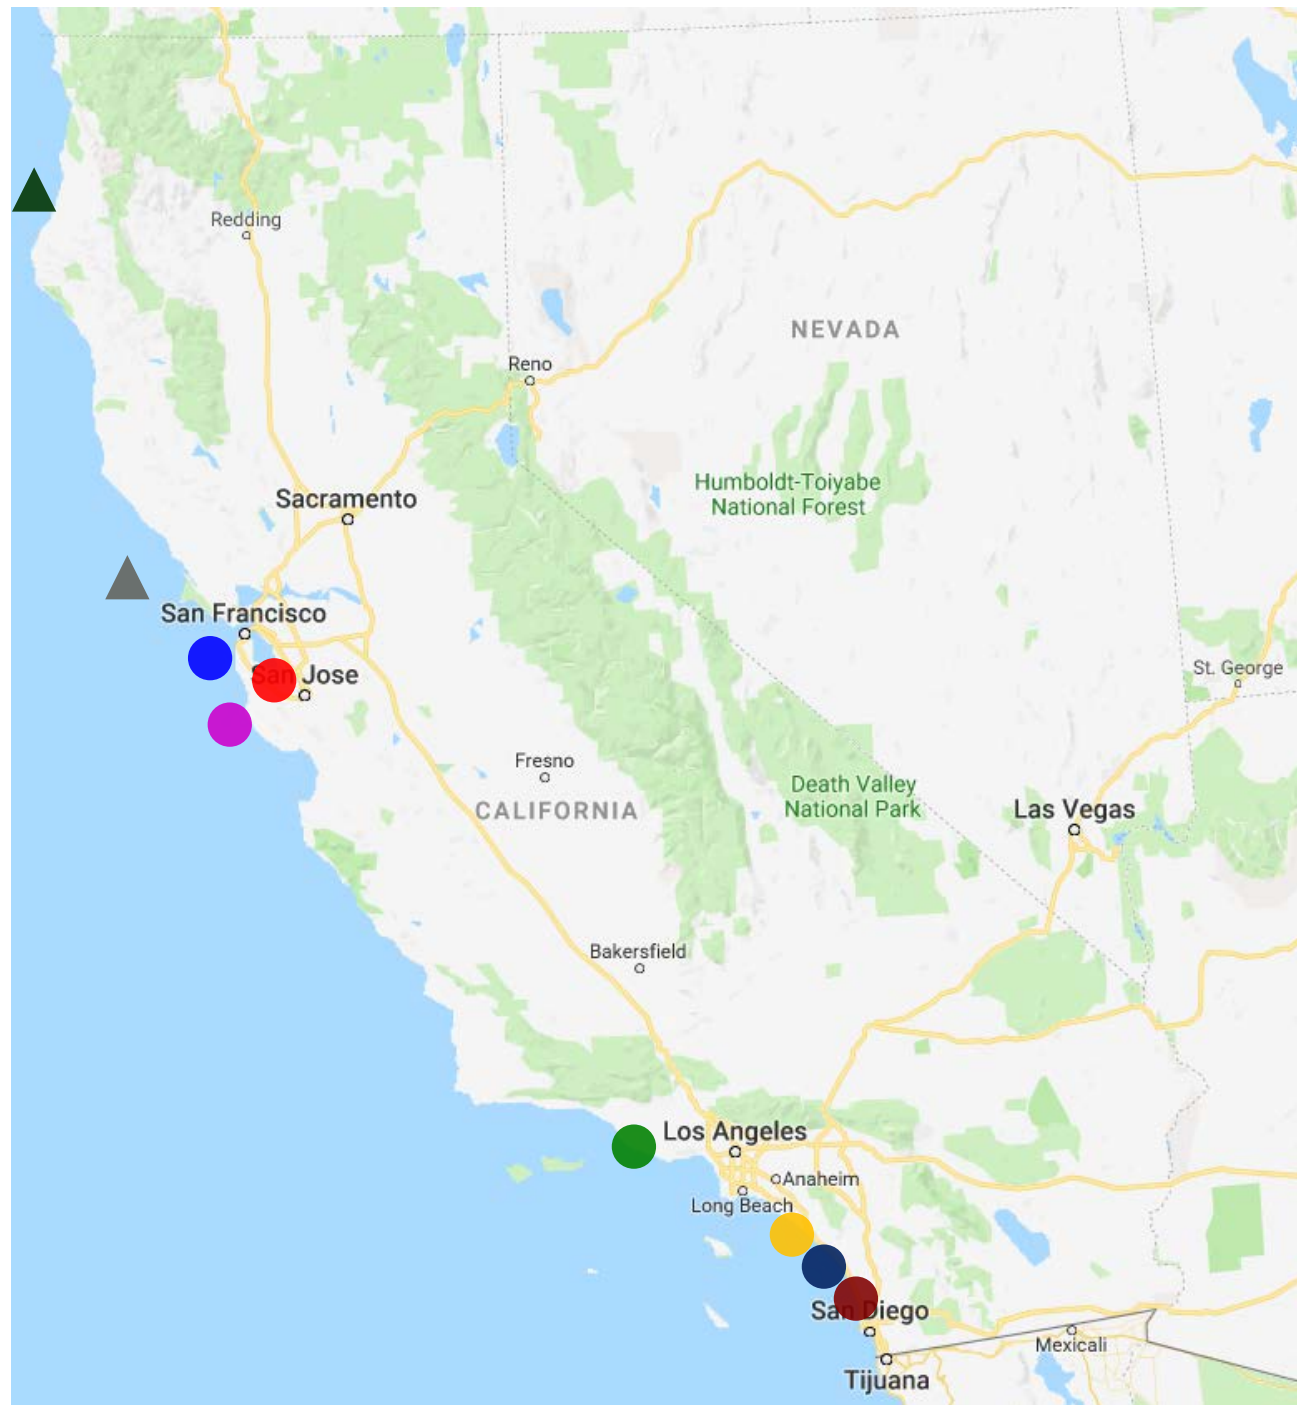 Redding
NEVADA
Reno
Humboldt-Toiyabe
National Forest
Sacramento
San Francisco
San Jose
St. George
Fresno
CALIFORNIA
Death Valley
National Park
Las Vegas
Bakersfield
Los Angeles
Anaheim
Long Beach
San Diego
Mexicali
Tijuana